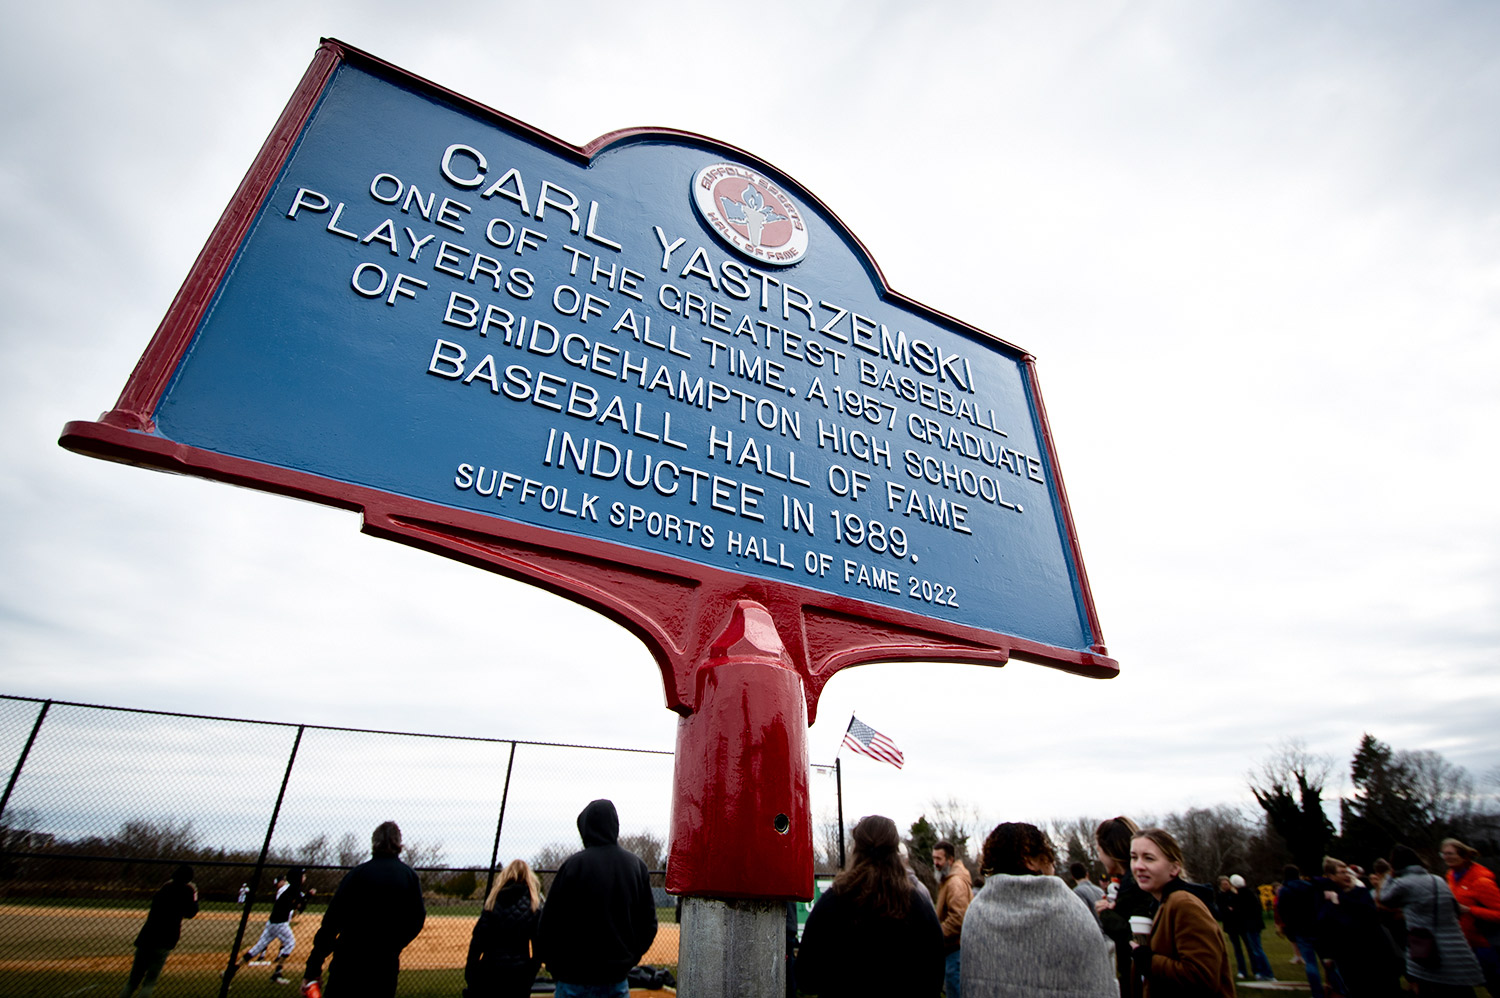 SUFFOLK SPORTS
HALL OF FAME
CARL YASTRZEMSKI
ONE OF THE GREATEST BASEBALL
PLAYERS OF ALL TIME. A 1957 GRADUATE
OF BRIDGEHAMPTON HIGH SCHOOL.
BASEBALL HALL OF FAME
INDUCTEE IN 1989.
SUFFOLK SPORTS HALL OF FAME 2022